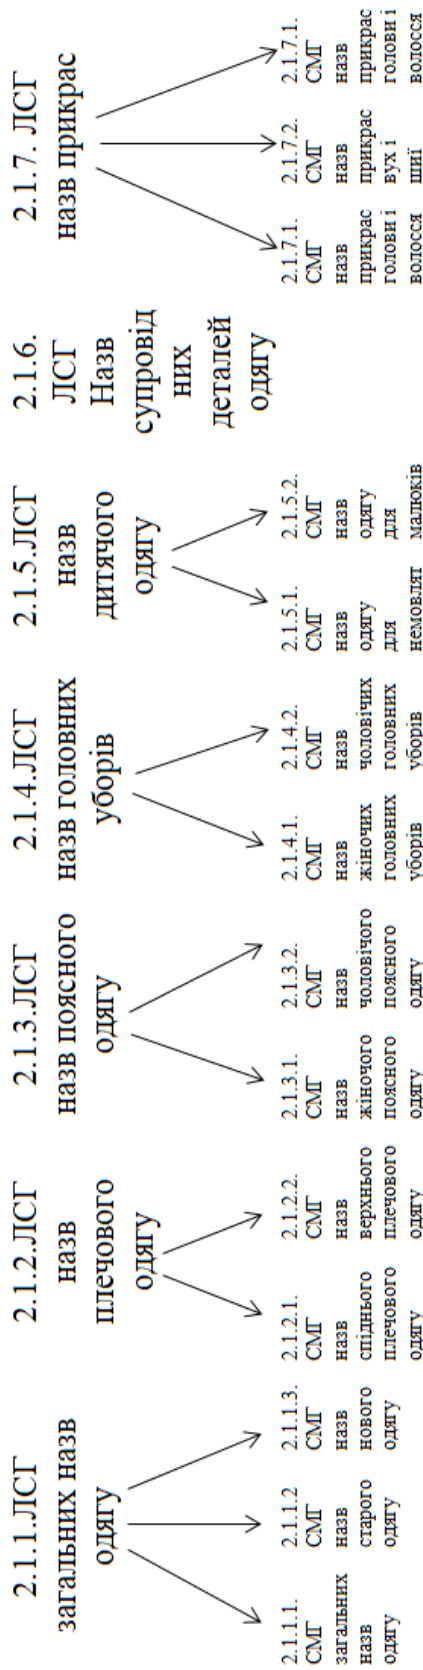 2.1.1.ЛСГ
загальних назв
одягу
2.1.1.1.
СМГ
загальних
назв
одягу
2.1.1.2
СМГ
назв
старого
одягу
2.1.1.3.
СМГ
назв
нового
одягу
2.1.2.ЛСГ
назв
плечового
одягу
2.1.2.1.
СМГ
назв
спіднього
плечового
одягу
2.1.2.2.
СМГ
назв
верхнього
плечового
одягу
2.1.3.ЛСГ
назв поясного
одягу
2.1.3.1.
СМГ
назв
жіночого
поясного
одягу
2.1.3.2.
СМГ
назв
чоловічого
поясного
одягу
2.1.4.ЛСГ
назв головних
уборів
2.1.4.1.
СМГ
назв
жіночих
головних
уборів
2.1.4.2.
СМГ
назв
чоловічих
головних
уборів
2.1.5.ЛСГ
назв
дитячого
одягу
2.1.5.1.
СМГ
назв
одягу
для
немовлят
2.1.5.2.
СМГ
назв
одягу
для
малюків
2.1.6.
ЛСГ
Назв
супровід
них
деталей
одягу
2.1.7. ЛСГ
назв прикрас
2.1.7.1.
СМГ
назв
прикрас
голови і
волосся
2.1.7.2.
СМГ
назв
прикрас
вух і
шиї
2.1.7.1.
СМГ
назв
прикрас
голови і
волосся